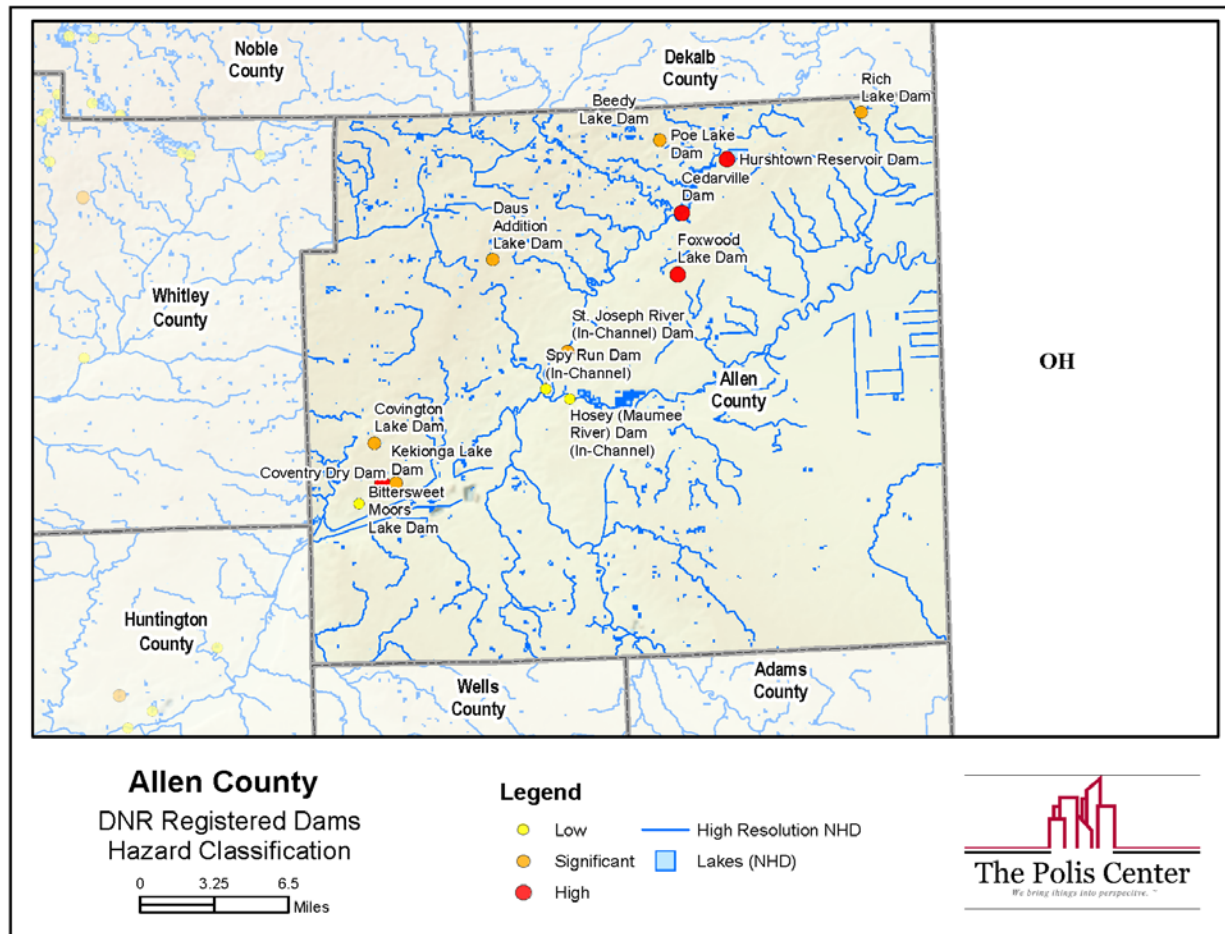 Noble
County
Dekalb
County
Rich
Lake Dam
Beedy
Lake Dam
Poe Lake
Dam
Hurshtown Reservoir Dam
Cedarville
Dam
Daus
Addition
Lake Dam
Foxwood
Lake Dam
Whitley
County
St. Joseph River
(In-Channel) Dam
Spy Run Dam
(In-Channel)
OH
Allen
County
Hosey (Maumee
River) Dam
(In-Channel)
Covington
Lake Dam
Kekionga Lake
Dam
Coventry Dry Dam
Bittersweet
Moors
Lake Dam
Huntington
County
Wells
County
Adams
County
Allen County
DNR Registered Dams
Hazard Classification
0 3.25 6.5
Miles
Legend
Low
Significant
High
High Resolution NHD
Lakes (NHD)
The Polis Center
We bring things into perspecitve. ™